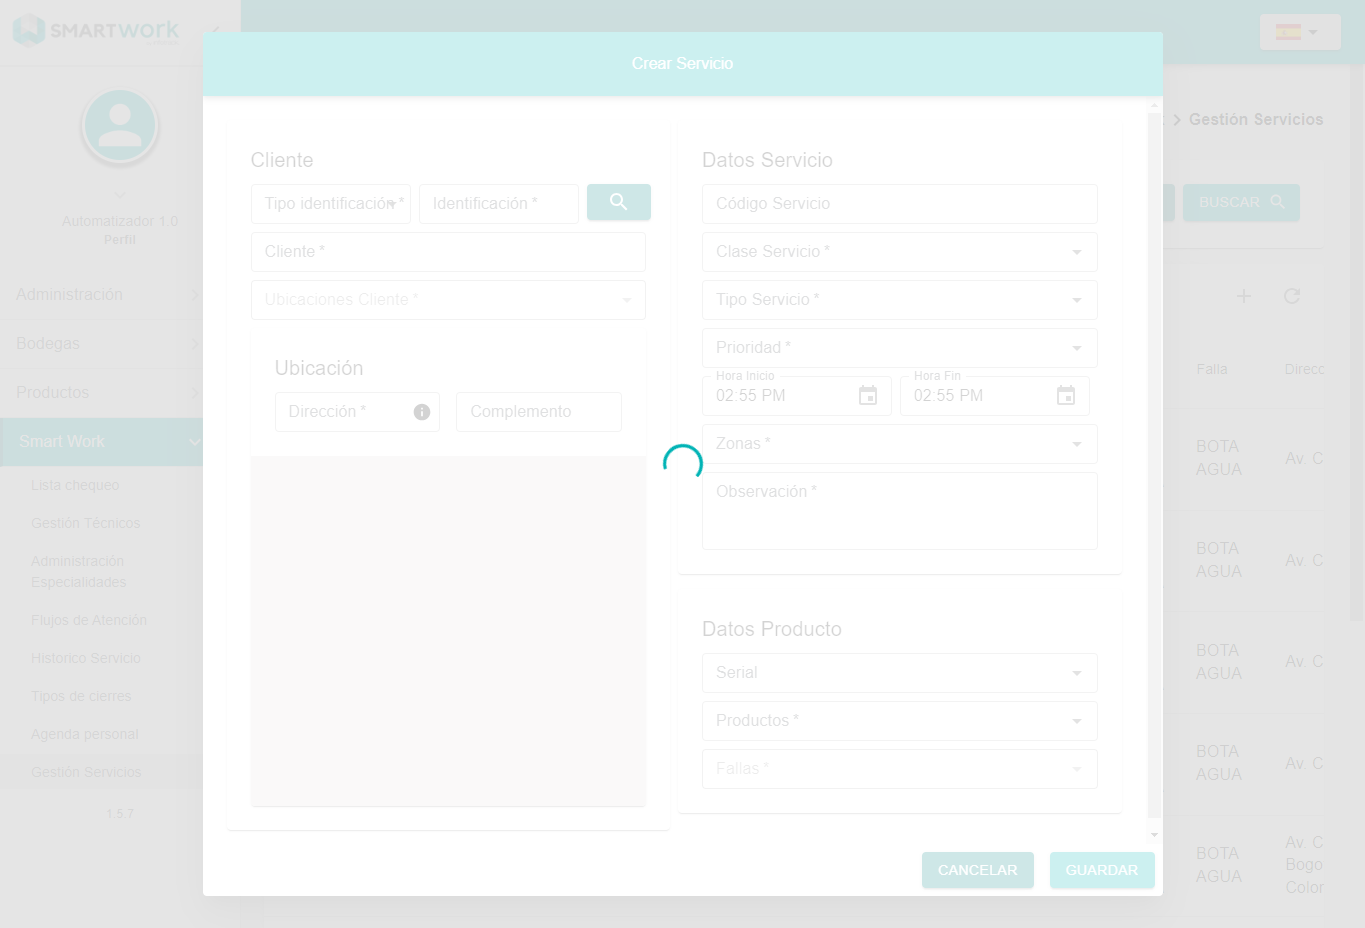 SMARTWORK
Crear Servicio
Gestión Servicios
Automatizador 1.0
Perfil
Administración
Bodegas
Productos
Smart Work
Lista chequeo
Gestión Técnicos
Administración
Especialidades
Flujos de Atención
Historico Servicio
Tipos de cierres
Agenda personal
Gestión Servicios
1.5.7
Cliente
Tipo identificación *
Identificación *
Cliente *
Ubicaciones Cliente *
Ubicación
Dirección *
Complemento
Datos Servicio
Código Servicio
Clase Servicio *
Tipo Servicio *
Prioridad *
Hora Inicio
02:55 PM
Hora Fin
02:55 PM
Zonas *
Observación *
Datos Producto
Serial
Productos *
Fallas *
CANCELAR
GUARDAR
BUSCAR
Falla
Direcc
BOTA
AGUA
Av. C
BOTA
AGUA
Av. C
BOTA
AGUA
Av. C
BOTA
AGUA
Av. C
BOTA
AGUA
Av. C
Bogo
Color